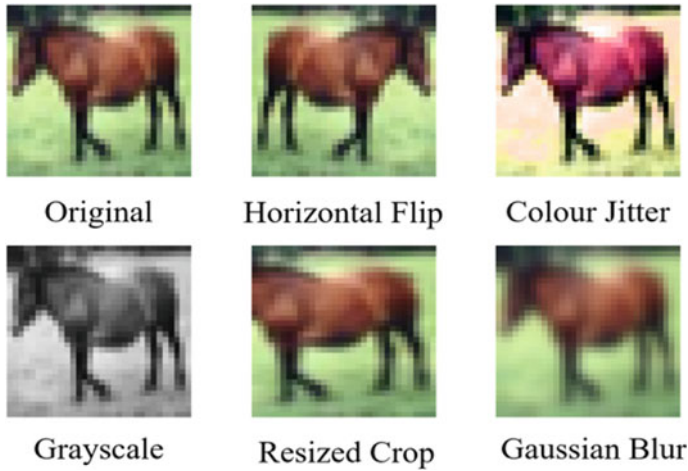 Original
Horizontal Flip
Colour Jitter
Grayscale
Resized Crop
Gaussian Blur